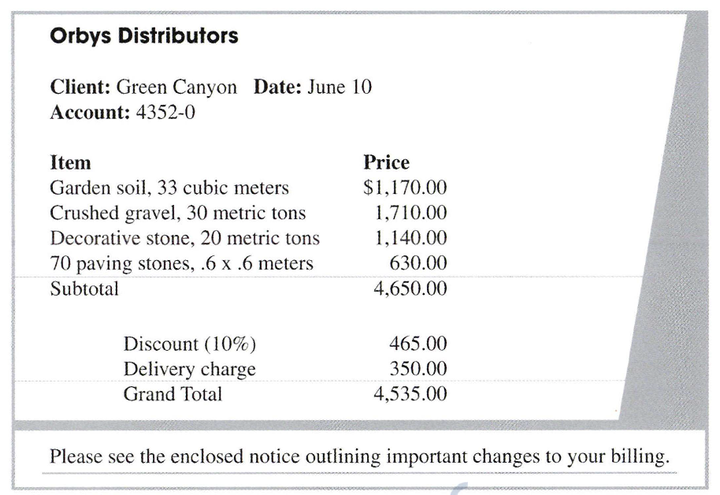 Orbys Distributors
Client: Green Canyon Date: June 10
Account: 4352-0
Item Price
Garden soil, 33 cubic meters $1,170.00
Crushed gravel, 30 metric tons 1,710.00
Decorative stone, 20 metric tons 1,140.00
70 paving stones, .6 x .6 meters 630.00
Subtotal 4,650.00
Discount (10%) 465.00
Delivery charge 350.00
Grand Total 4,535.00
Please see the enclosed notice outlining important changes to your billing.